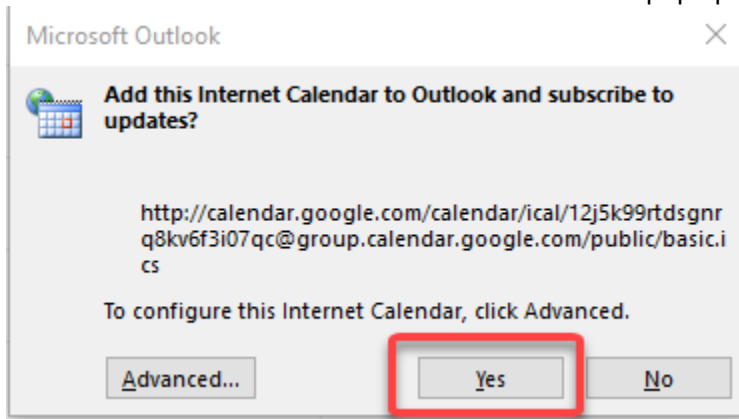 Microsoft Outlook
Add this Internet Calendar to Outlook and subscribe to
updates?
http://calendar.google.com/calendar/ical/12j5k99rtdsgnr
q8kv6f3i07qc@group.calendar.google.com/public/basic.i
cs
To configure this Internet Calendar, click Advanced.
Advanced... Yes No